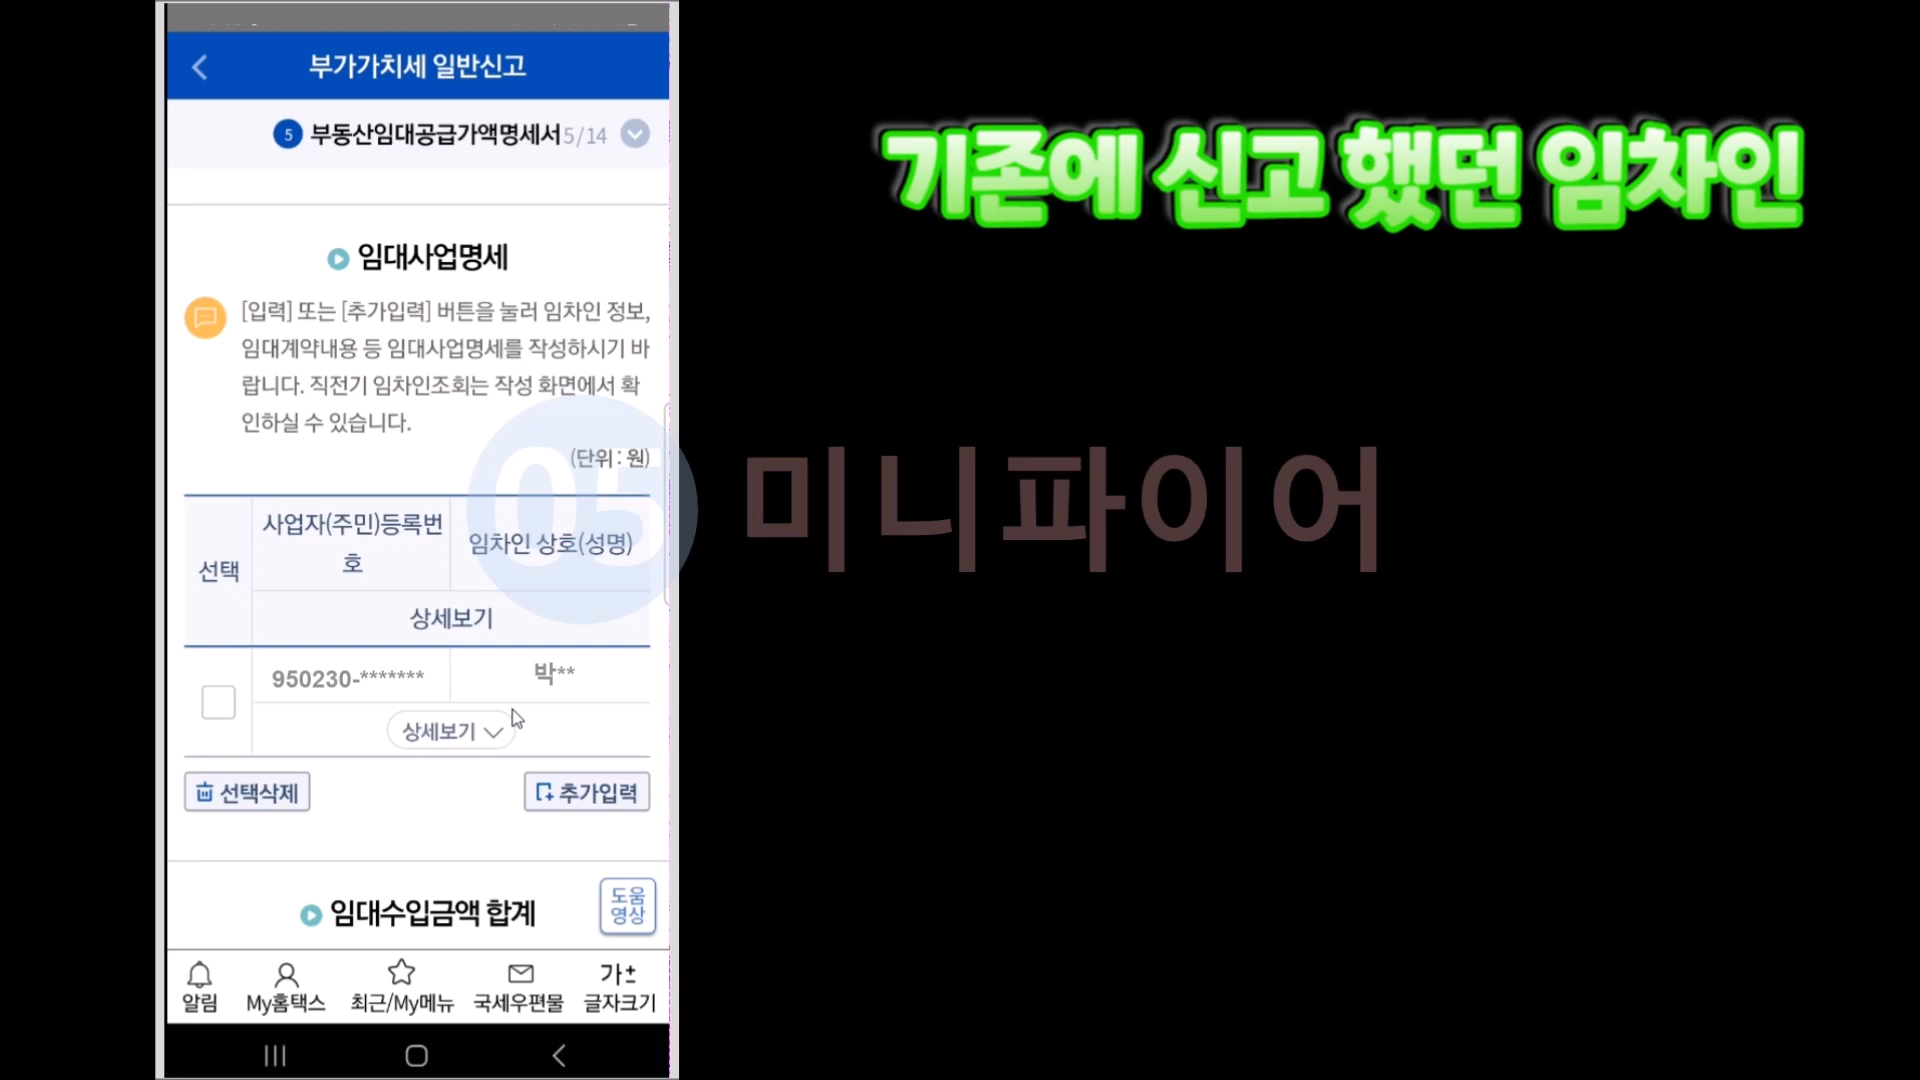 부가가치세 일반신고
5 부동산임대공급가액명세서 5/14
임대사업명세
[입력] 또는 [추가입력] 버튼을 눌러 임차인 정보,
임대계약내용 등 임대사업명세를 작성하시기 바
랍니다. 직전기 임차인조회는 작성 화면에서 확
인하실 수 있습니다.
(단위 : 원)
선택
사업자(주민)등록번
호
임차인 상호(성명)
상세보기
950230-*******
박**
상세보기
선택삭제
추가입력
임대수입금액 합계
도움
영상
알림
My홈택스
최근/My메뉴
국세우편물
가±
글자크기
기존에 신고 했던 임차인
05 미니파이어